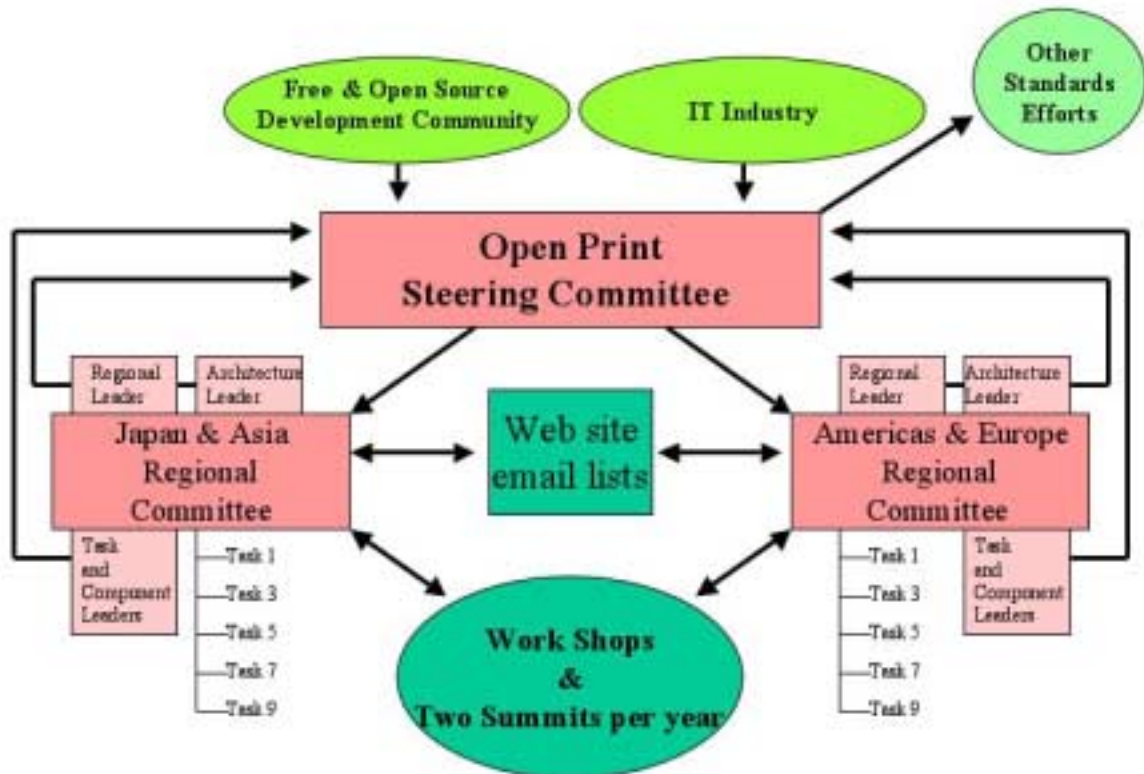 Free & Open Source
Development Community
IT Industry
Other
Standards
Efforts
Open Print
Steering Committee
Regional
Leader
Architecture
Leader
Japan & Asia
Regional
Committee
Task
and
Component
Leaders
Task 1
Task 3
Task 5
Task 7
Task 9
Web site
email lists
Work Shops
&
Two Summits per year
Regional
Leader
Architecture
Leader
Americas & Europe
Regional
Committee
Task 1
Task 3
Task 5
Task 7
Task 9
Task
and
Component
Leaders